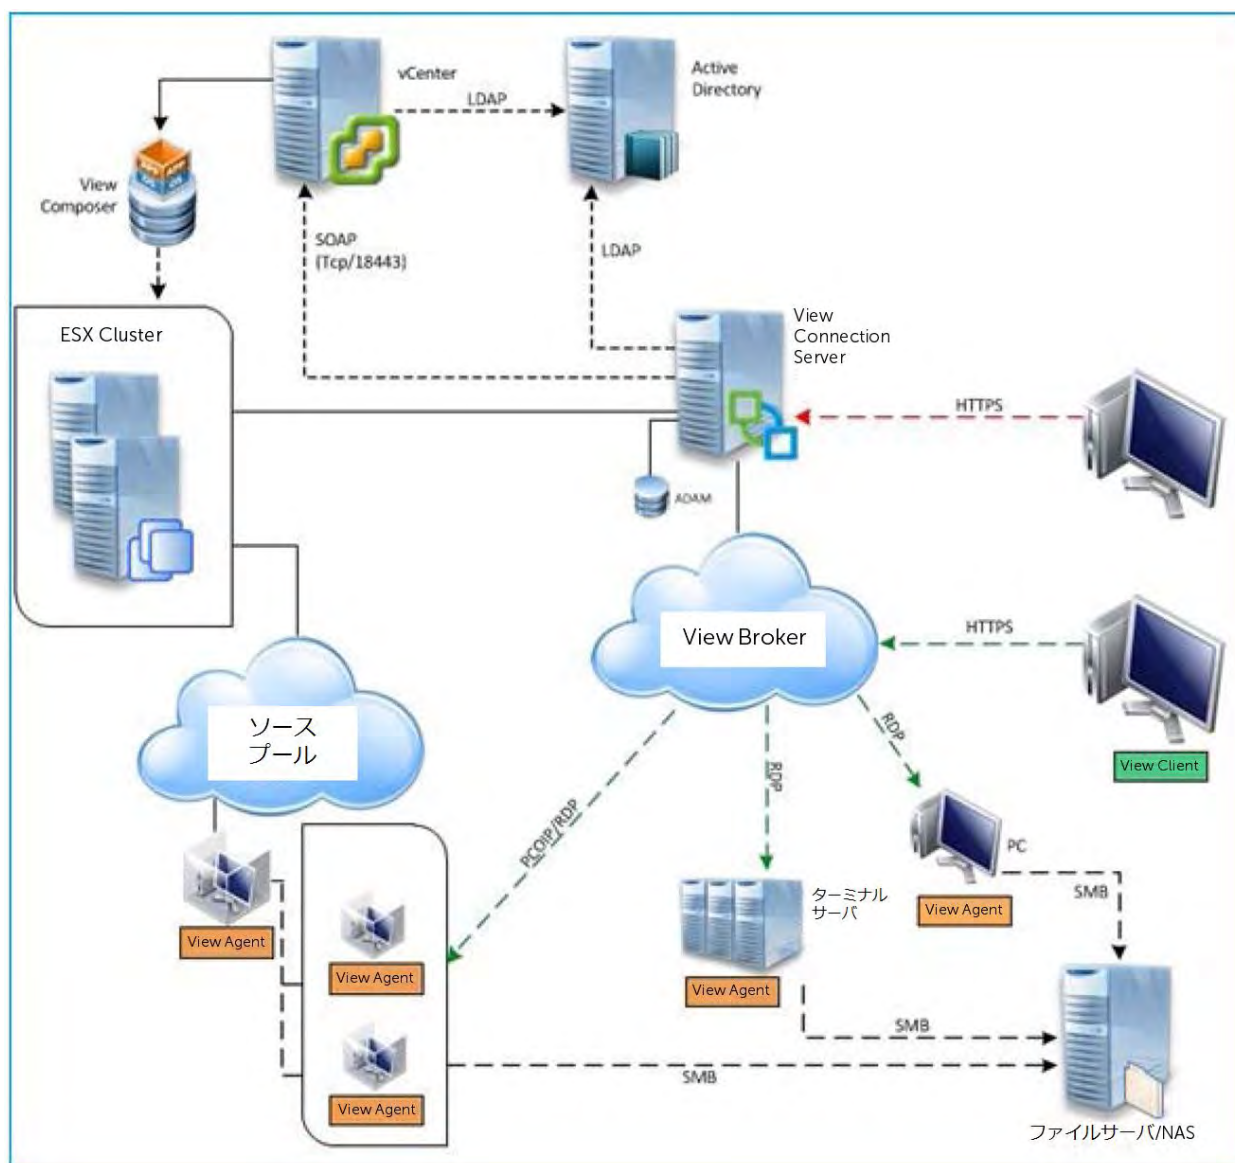 vCenter
Active
Directory
LDAP
View
Composer
SOAP
(Tcp/18443)
LDAP
ESX Cluster
View
Connection
Server
HTTPS
ADAM
View Broker
HTTPS
ソース
プール
RDP
RDP
View Client
PCOIP/RDP
PC
ターミナル
サーバ
SMB
View Agent
View Agent
View Agent
View Agent
SMB
SMB
View Agent
ファイルサーバ/NAS